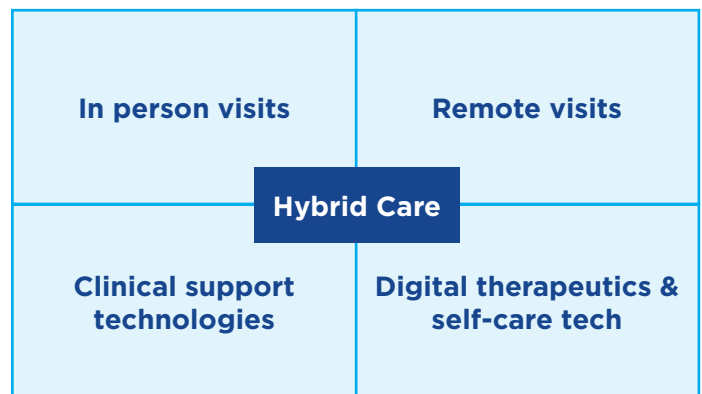 In person visits
Remote visits
Hybrid Care
Clinical support
technologies
Digital therapeutics &
self-care tech